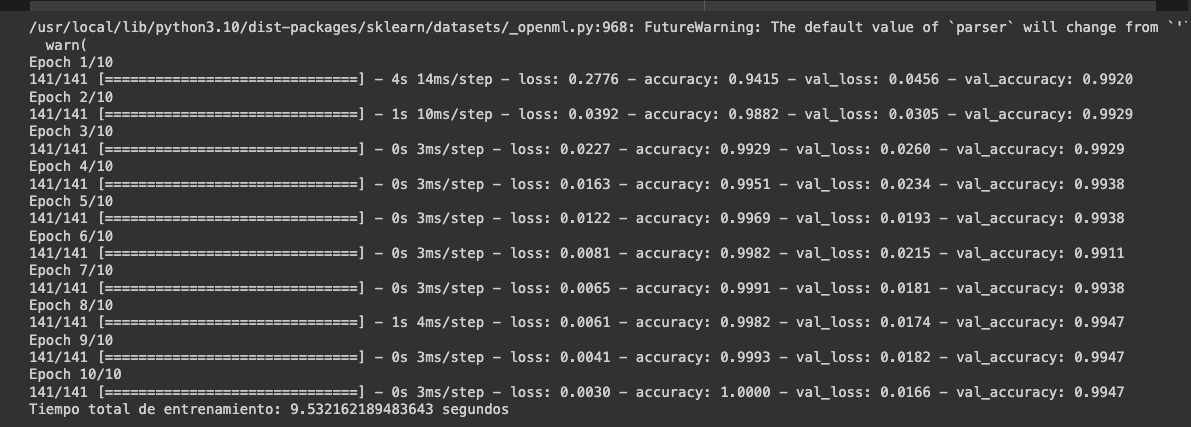 /usr/local/lib/python3.10/dist-packages/sklearn/datasets/_openml.py:968: FutureWarning: The default value of `parser` will change from `'
  warn(
Epoch 1/10
141/141 [==============================] - 4s 14ms/step - loss: 0.2776 - accuracy: 0.9415 - val_loss: 0.0456 - val_accuracy: 0.9920
Epoch 2/10
141/141 [==============================] - 1s 10ms/step - loss: 0.0392 - accuracy: 0.9882 - val_loss: 0.0305 - val_accuracy: 0.9929
Epoch 3/10
141/141 [==============================] - 0s 3ms/step - loss: 0.0227 - accuracy: 0.9929 - val_loss: 0.0260 - val_accuracy: 0.9929
Epoch 4/10
141/141 [==============================] - 0s 3ms/step - loss: 0.0163 - accuracy: 0.9951 - val_loss: 0.0234 - val_accuracy: 0.9938
Epoch 5/10
141/141 [==============================] - 0s 3ms/step - loss: 0.0122 - accuracy: 0.9969 - val_loss: 0.0193 - val_accuracy: 0.9938
Epoch 6/10
141/141 [==============================] - 0s 3ms/step - loss: 0.0081 - accuracy: 0.9982 - val_loss: 0.0215 - val_accuracy: 0.9911
Epoch 7/10
141/141 [==============================] - 0s 3ms/step - loss: 0.0065 - accuracy: 0.9991 - val_loss: 0.0181 - val_accuracy: 0.9938
Epoch 8/10
141/141 [==============================] - 1s 4ms/step - loss: 0.0061 - accuracy: 0.9982 - val_loss: 0.0174 - val_accuracy: 0.9947
Epoch 9/10
141/141 [==============================] - 0s 3ms/step - loss: 0.0041 - accuracy: 0.9993 - val_loss: 0.0182 - val_accuracy: 0.9947
Epoch 10/10
141/141 [==============================] - 0s 3ms/step - loss: 0.0030 - accuracy: 1.0000 - val_loss: 0.0166 - val_accuracy: 0.9947
Tiempo total de entrenamiento: 9.532162189483643 segundos